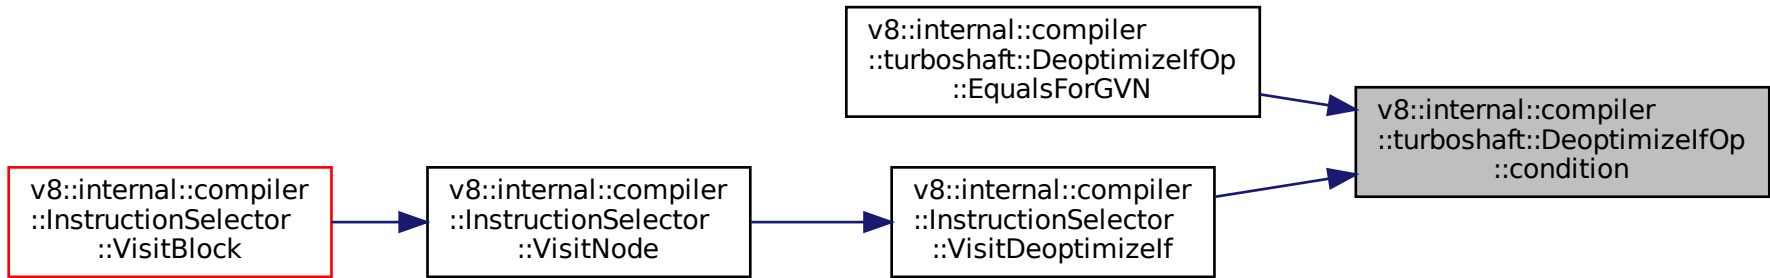 v8::internal::compiler
::turboshaft::DeoptimizeIfOp
::EqualsForGVN
v8::internal::compiler
::turboshaft::DeoptimizeIfOp
::condition
v8::internal::compiler
::InstructionSelector
::VisitBlock
v8::internal::compiler
::InstructionSelector
::VisitNode
v8::internal::compiler
::InstructionSelector
::VisitDeoptimizeIf